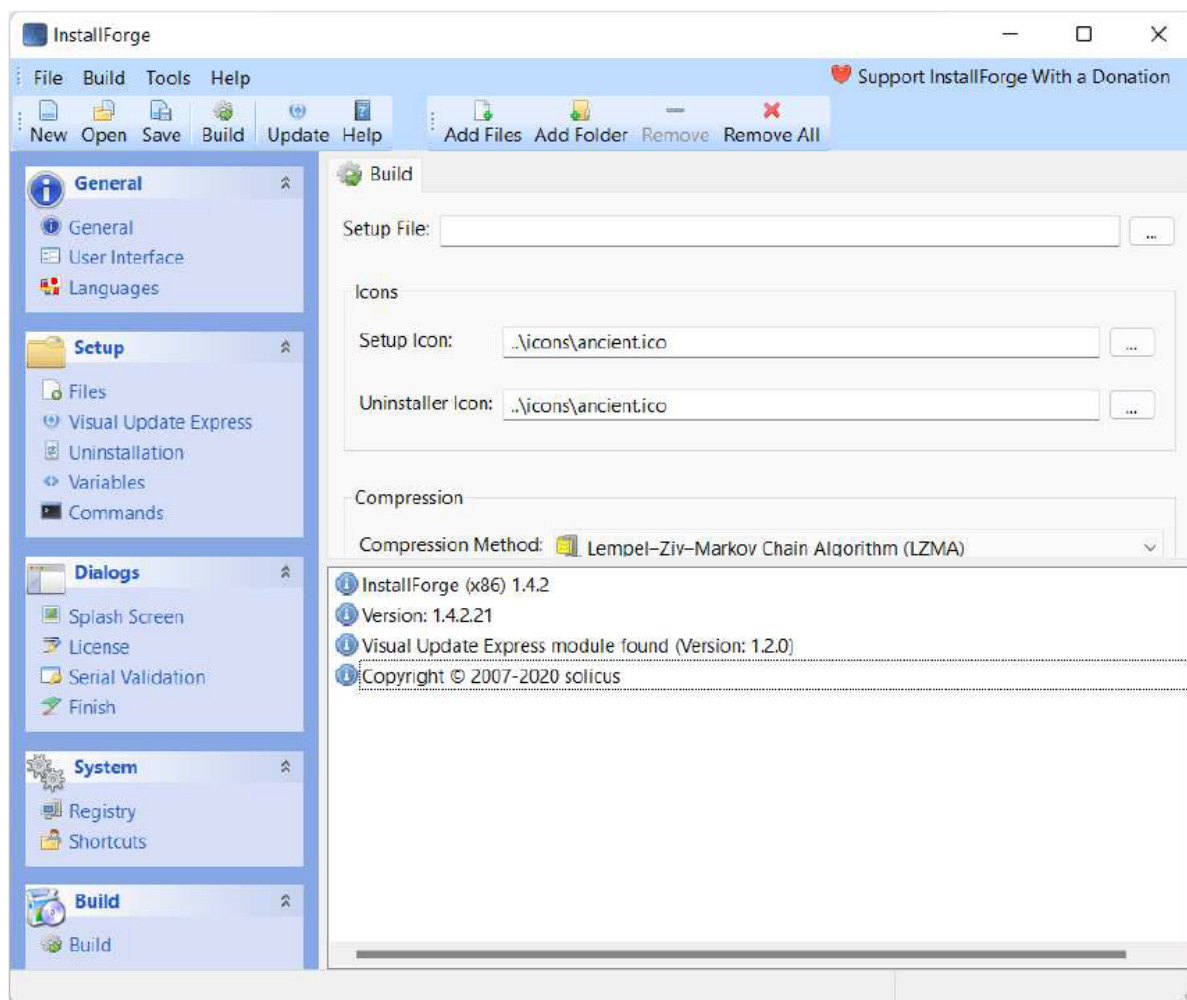 InstallForge
File Build Tools Help
Support InstallForge With a Donation
New Open Save Build Update Help Add Files Add Folder Remove Remove All
General
General
User Interface
Languages
Setup
Files
Visual Update Express
Uninstallation
Variables
Commands
Dialogs
Splash Screen
License
Serial Validation
Finish
System
Registry
Shortcuts
Build
Build
Build
Setup File: ...
Icons
Setup Icon: ..\icons\ancient.ico ...
Uninstaller Icon: ..\icons\ancient.ico ...
Compression
Compression Method: Lempel–Ziv–Markov Chain Algorithm (LZMA)
InstallForge (x86) 1.4.2
Version: 1.4.2.21
Visual Update Express module found (Version: 1.2.0)
Copyright © 2007-2020 solicus